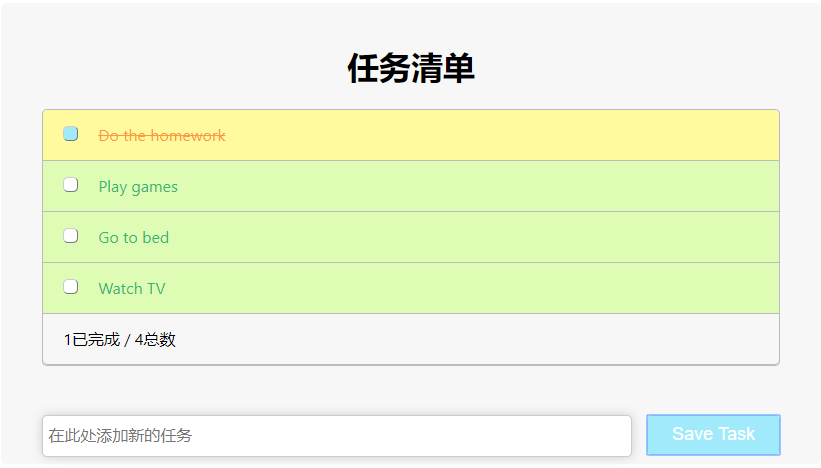 任务清单
Do the homework
Play games
Go to bed
Watch TV
1已完成 / 4总数
在此处添加新的任务
Save Task